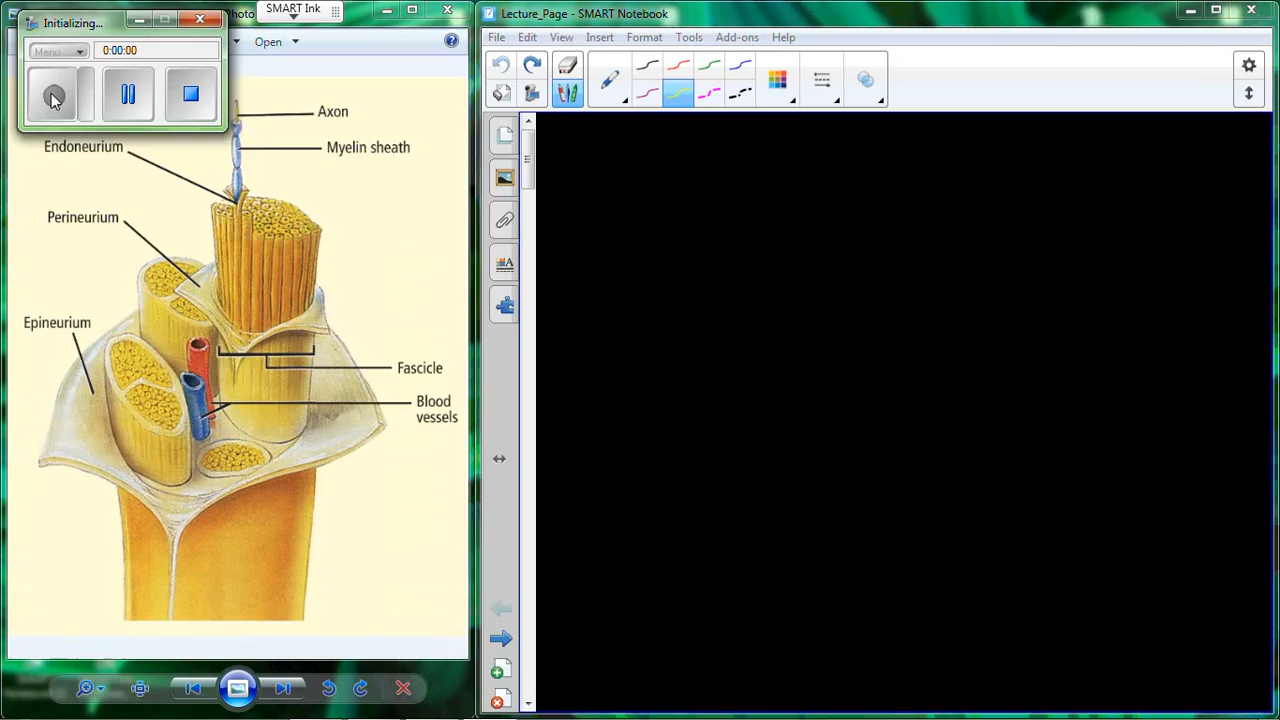 Initializing...
Photo
SMART Ink
Menu
0:00:00
Open
Axon
Endoneurium
Myelin sheath
Perineurium
Epineurium
Fascicle
Blood
vessels
Lecture_Page - SMART Notebook
File Edit View Insert Format Tools Add-ons Help